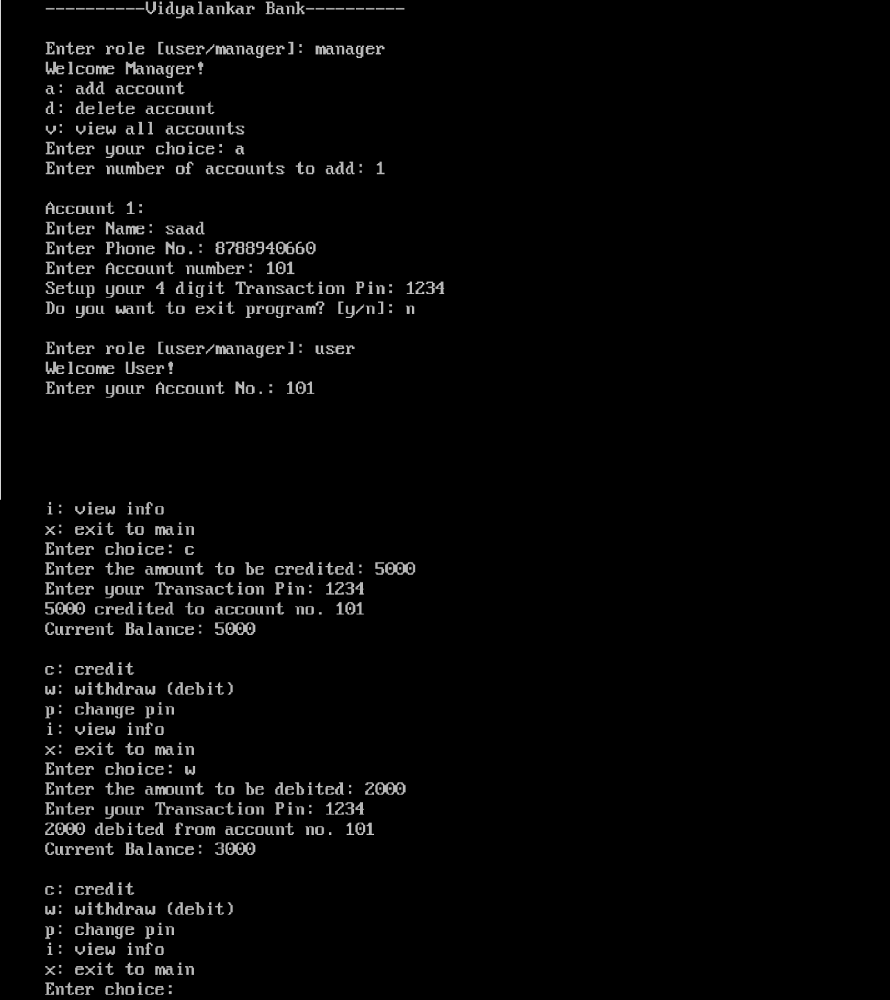 ----------Vidyalankar Bank----------
Enter role [user/manager]: manager
Welcome Manager!
a: add account
d: delete account
v: view all accounts
Enter your choice: a
Enter number of accounts to add: 1
Account 1:
Enter Name: saad
Enter Phone No.: 8788940660
Enter Account number: 101
Setup your 4 digit Transaction Pin: 1234
Do you want to exit program? [y/n]: n
Enter role [user/manager]: user
Welcome User!
Enter your Account No.: 101
i: view info
x: exit to main
Enter choice: c
Enter the amount to be credited: 5000
Enter your Transaction Pin: 1234
5000 credited to account no. 101
Current Balance: 5000
c: credit
w: withdraw (debit)
p: change pin
i: view info
x: exit to main
Enter choice: w
Enter the amount to be debited: 2000
Enter your Transaction Pin: 1234
2000 debited from account no. 101
Current Balance: 3000
c: credit
w: withdraw (debit)
p: change pin
i: view info
x: exit to main
Enter choice: